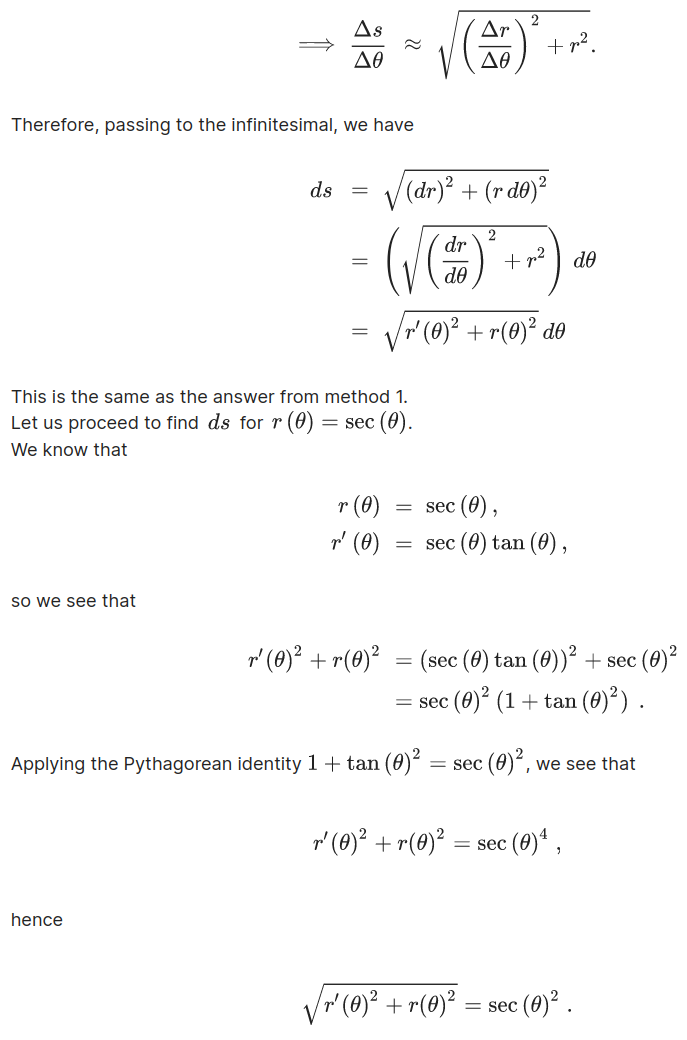 ⟹ Δs/Δθ ≈ √((Δr/Δθ)² + r²).
Therefore, passing to the infinitesimal, we have
ds = √((dr)² + (r dθ)²)
= (√((dr/dθ)² + r²)) dθ
= √(r′(θ)² + r(θ)²) dθ
This is the same as the answer from method 1.
Let us proceed to find ds for r (θ) = sec (θ).
We know that
r (θ) = sec (θ) ,
r′ (θ) = sec (θ) tan (θ) ,
so we see that
r′(θ)² + r(θ)² = (sec (θ) tan (θ))² + sec (θ)²
= sec (θ)² (1 + tan (θ)²) .
Applying the Pythagorean identity 1 + tan (θ)² = sec (θ)², we see that
r′(θ)² + r(θ)² = sec (θ)⁴ ,
hence
√(r′(θ)² + r(θ)²) = sec (θ)² .